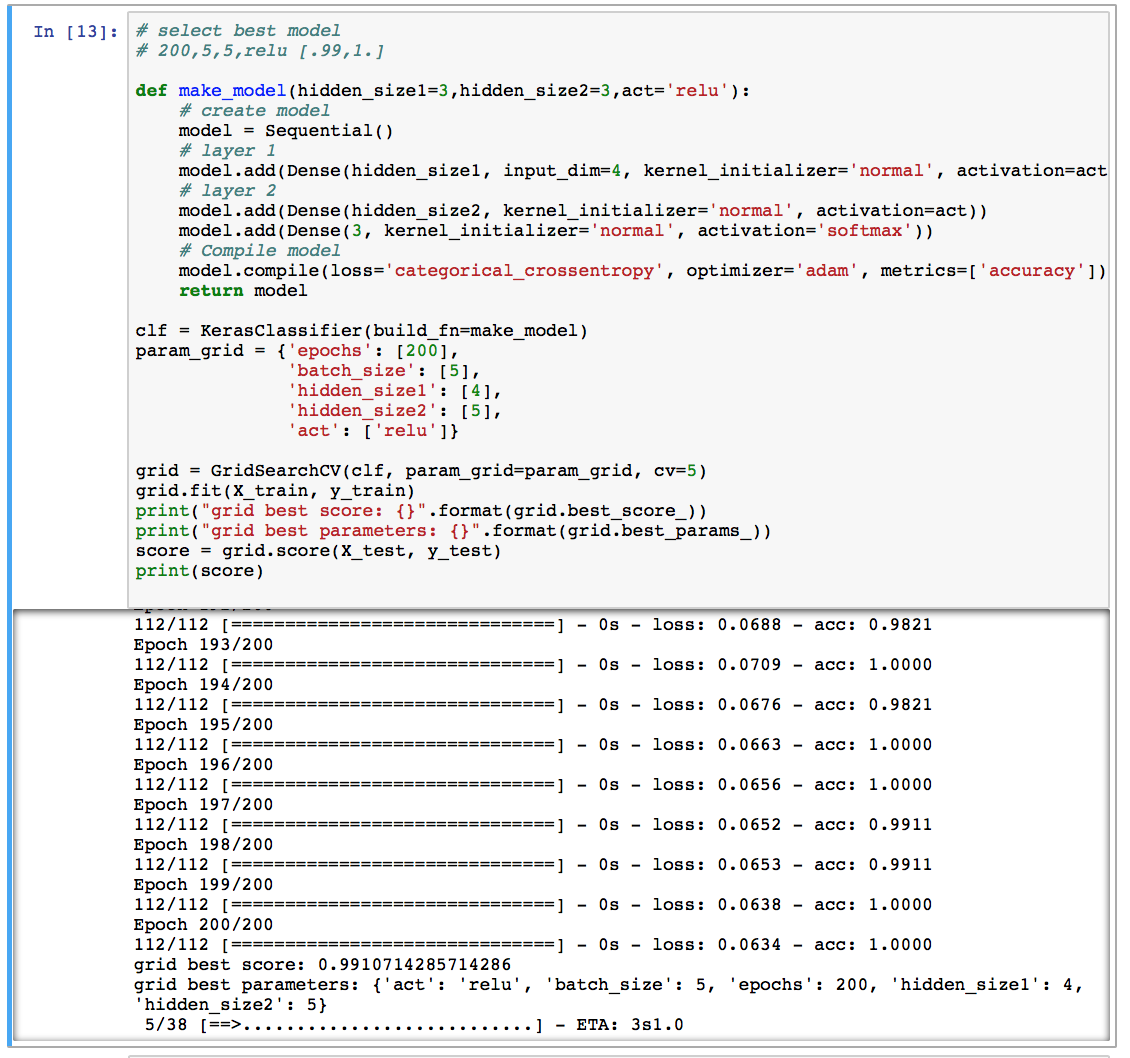 In [13]:
# select best model
# 200,5,5,relu [.99,1.]
def make_model(hidden_size1=3,hidden_size2=3,act='relu'):
    # create model
    model = Sequential()
    # layer 1
    model.add(Dense(hidden_size1, input_dim=4, kernel_initializer='normal', activation=act
    # layer 2
    model.add(Dense(hidden_size2, kernel_initializer='normal', activation=act))
    model.add(Dense(3, kernel_initializer='normal', activation='softmax'))
    # Compile model
    model.compile(loss='categorical_crossentropy', optimizer='adam', metrics=['accuracy'])
    return model
clf = KerasClassifier(build_fn=make_model)
param_grid = {'epochs': [200],
              'batch_size': [5],
              'hidden_size1': [4],
              'hidden_size2': [5],
              'act': ['relu']}
grid = GridSearchCV(clf, param_grid=param_grid, cv=5)
grid.fit(X_train, y_train)
print("grid best score: {}".format(grid.best_score_))
print("grid best parameters: {}".format(grid.best_params_))
score = grid.score(X_test, y_test)
print(score)
112/112 [==============================] - 0s - loss: 0.0688 - acc: 0.9821
Epoch 193/200
112/112 [==============================] - 0s - loss: 0.0709 - acc: 1.0000
Epoch 194/200
112/112 [==============================] - 0s - loss: 0.0676 - acc: 0.9821
Epoch 195/200
112/112 [==============================] - 0s - loss: 0.0663 - acc: 1.0000
Epoch 196/200
112/112 [==============================] - 0s - loss: 0.0656 - acc: 1.0000
Epoch 197/200
112/112 [==============================] - 0s - loss: 0.0652 - acc: 0.9911
Epoch 198/200
112/112 [==============================] - 0s - loss: 0.0653 - acc: 0.9911
Epoch 199/200
112/112 [==============================] - 0s - loss: 0.0638 - acc: 1.0000
Epoch 200/200
112/112 [==============================] - 0s - loss: 0.0634 - acc: 1.0000
grid best score: 0.9910714285714286
grid best parameters: {'act': 'relu', 'batch_size': 5, 'epochs': 200, 'hidden_size1': 4,
'hidden_size2': 5}
 5/38 [==>...........................] - ETA: 3s1.0